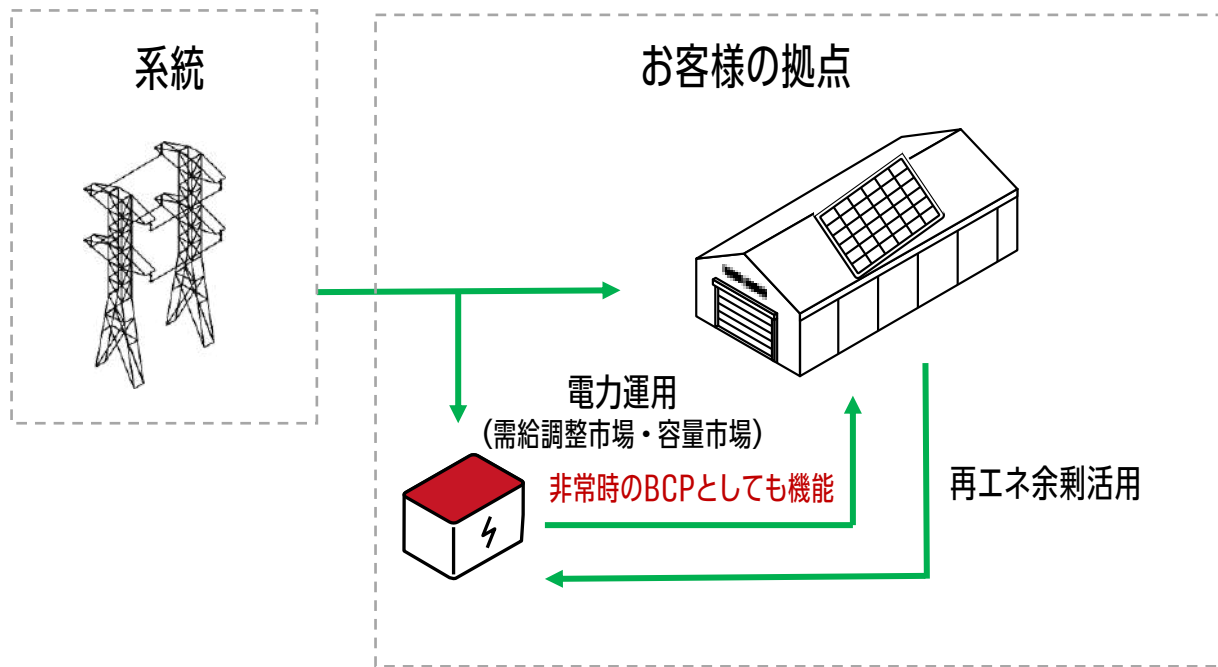 系統
お客様の拠点
電力運用
(需給調整市場・容量市場)
非常時のBCPとしても機能
再エネ余剰活用